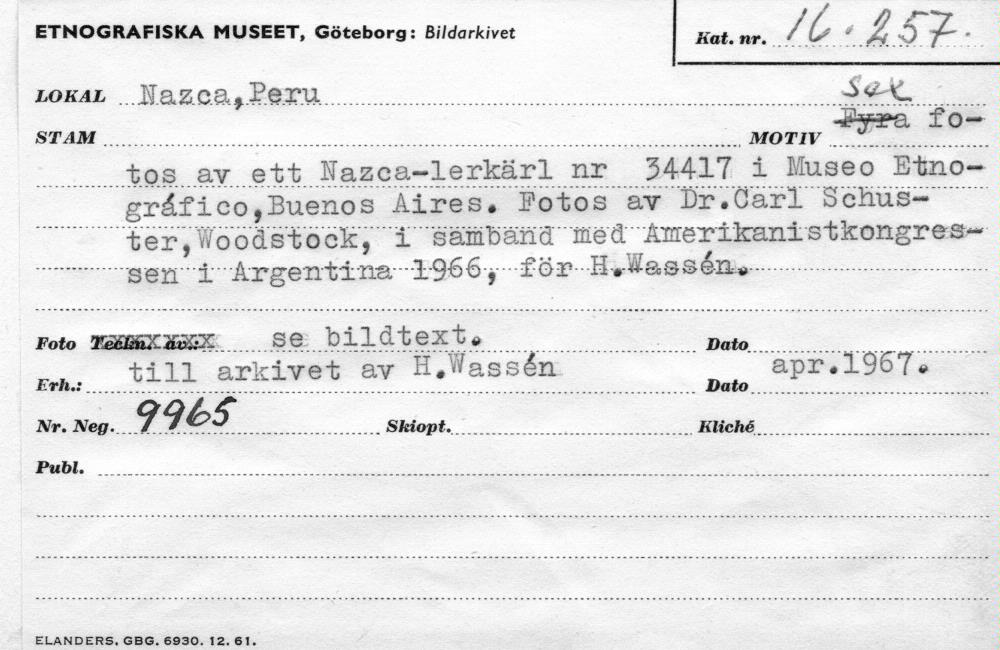 ETNOGRAFISKA MUSEET, Göteborg: Bildarkivet
Kat. nr. 16.257.
LOKAL Nazca,Peru
sex
STAM MOTIV Fyra fo-
tos av ett Nazca-lerkärl nr 34417 i Museo Etno-
gráfico,Buenos Aires. Fotos av Dr.Carl Schus-
ter,Woodstock, i samband med Amerikanistkongres-
sen i Argentina 1966, för H.Wassén.
Foto Teckn. av: xxxxxxx se bildtext. Dato
till arkivet av H.Wassén apr.1967.
Erh.: Dato
Nr. Neg. 9965 Skiopt. Kliché
Publ.
ELANDERS. GBG. 6930. 12. 61.